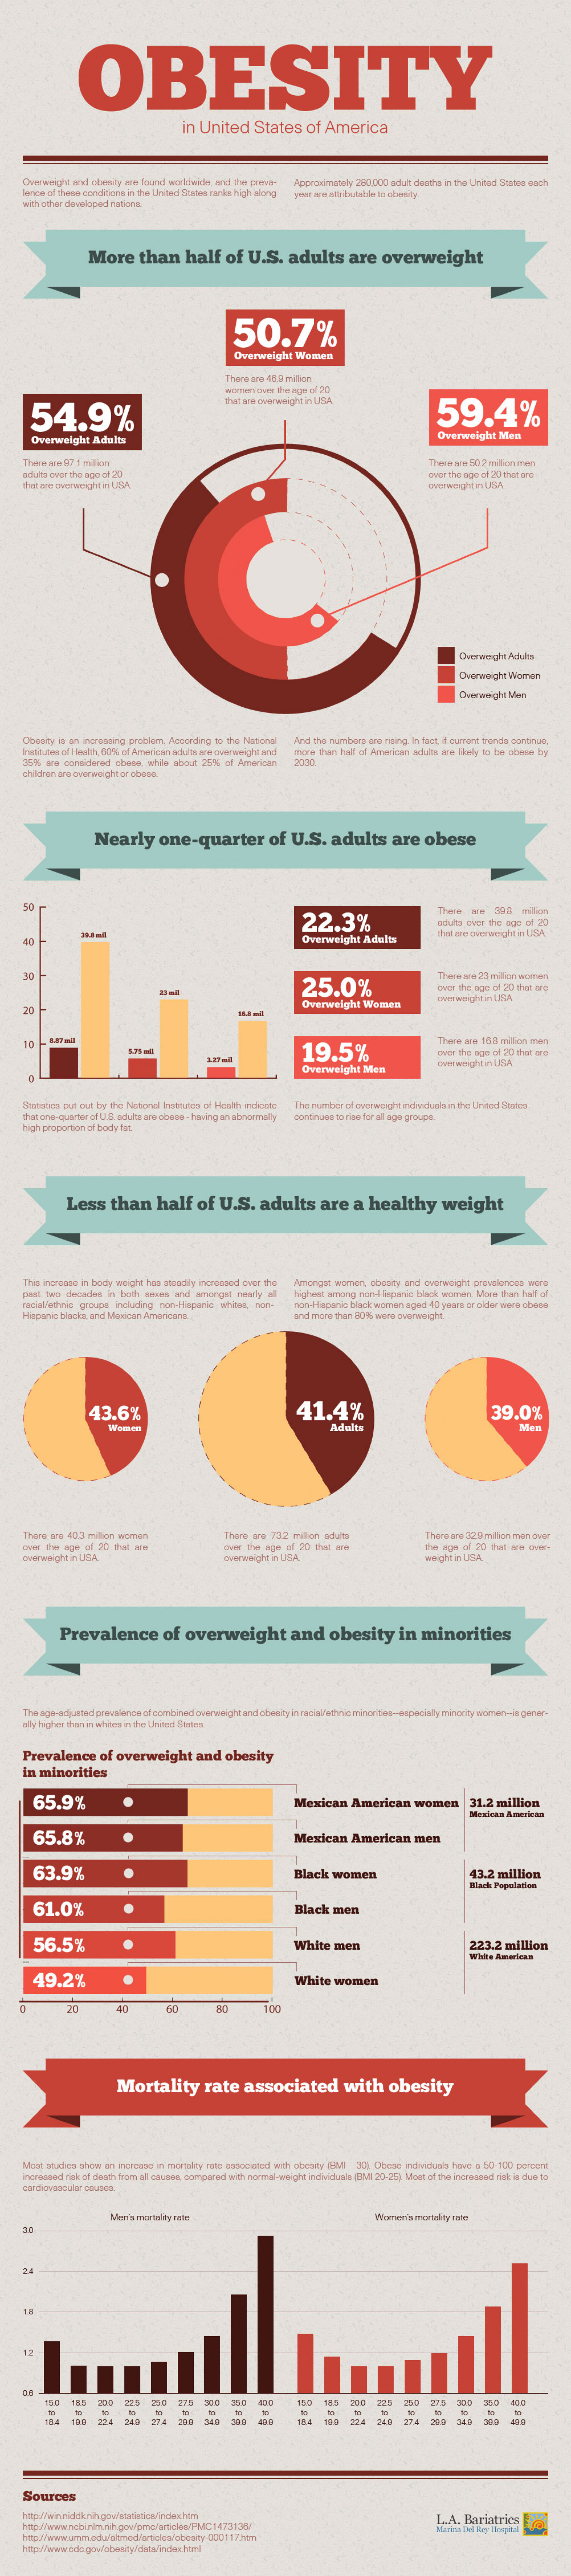 OBESITY
in United States of America
Overweight and obesity are found worldwide, and the preva-
lence of these conditions in the United States ranks high along
with other developed nations.
Approximately 280,000 adult deaths in the United States each
year are attributable to obesity.
More than half of U.S. adults are overweight
50.7%
Overweight Women
There are 46.9 million
women over the age of 20
that are overweight in USA.
54.9%
Overweight Adults
There are 97.1 million
adults over the age of 20
that are overweight in USA.
59.4%
Overweight Men
There are 50.2 million men
over the age of 20 that are
overweight in USA.
Overweight Adults
Overweight Women
Overweight Men
Obesity is an increasing problem. According to the National
Institutes of Health, 60% of American adults are overweight and
35% are considered obese, while about 25% of American
children are overweight or obese.
And the numbers are rising. In fact, if current trends continue,
more than half of American adults are likely to be obese by
2030.
Nearly one-quarter of U.S. adults are obese
50
40
30
20
10
0
8.87 mil
39.8 mil
5.75 mil
23 mil
3.27 mil
16.8 mil
22.3%
Overweight Adults
There are 39.8 million
adults over the age of 20
that are overweight in USA.
25.0%
Overweight Women
There are 23 million women
over the age of 20 that are
overweight in USA.
19.5%
Overweight Men
There are 16.8 million men
over the age of 20 that are
overweight in USA.
Statistics put out by the National Institutes of Health indicate
that one-quarter of U.S. adults are obese - having an abnormally
high proportion of body fat.
The number of overweight individuals in the United States
continues to rise for all age groups.
Less than half of U.S. adults are a healthy weight
This increase in body weight has steadily increased over the
past two decades in both sexes and amongst nearly all
racial/ethnic groups including non-Hispanic whites, non-
Hispanic blacks, and Mexican Americans.
Amongst women, obesity and overweight prevalences were
highest among non-Hispanic black women. More than half of
non-Hispanic black women aged 40 years or older were obese
and more than 80% were overweight.
43.6%
Women
41.4%
Adults
39.0%
Men
There are 40.3 million women
over the age of 20 that are
overweight in USA.
There are 73.2 million adults
over the age of 20 that are
overweight in USA.
There are 32.9 million men over
the age of 20 that are over-
weight in USA.
Prevalence of overweight and obesity in minorities
The age-adjusted prevalence of combined overweight and obesity in racial/ethnic minorities--especially minority women--is gener-
ally higher than in whites in the United States.
Prevalence of overweight and obesity
in minorities
65.9%
Mexican American women
31.2 million
Mexican American
65.8%
Mexican American men
63.9%
Black women
43.2 million
Black Population
61.0%
Black men
56.5%
White men
223.2 million
White American
49.2%
White women
0 20 40 60 80 100
Mortality rate associated with obesity
Most studies show an increase in mortality rate associated with obesity (BMI 30). Obese individuals have a 50-100 percent
increased risk of death from all causes, compared with normal-weight individuals (BMI 20-25). Most of the increased risk is due to
cardiovascular causes.
Men's mortality rate
Women's mortality rate
3.0
2.4
1.8
1.2
0.6
15.0 18.5 20.0 22.5 25.0 27.5 30.0 35.0 40.0 15.0 18.5 20.0 22.5 25.0 27.5 30.0 35.0 40.0
to to to to to to to to to to to to to to to to to to
18.4 19.9 22.4 24.9 27.4 29.9 34.9 39.9 49.9 18.4 19.9 22.4 24.9 27.4 29.9 34.9 39.9 49.9
Sources
http://win.niddk.nih.gov/statistics/index.htm
http://www.ncbi.nlm.nih.gov/pmc/articles/PMC1473136/
http://www.umm.edu/altmed/articles/obesity-000117.htm
http://www.cdc.gov/obesity/data/index.html
L.A. Bariatrics
Marina Del Rey Hospital